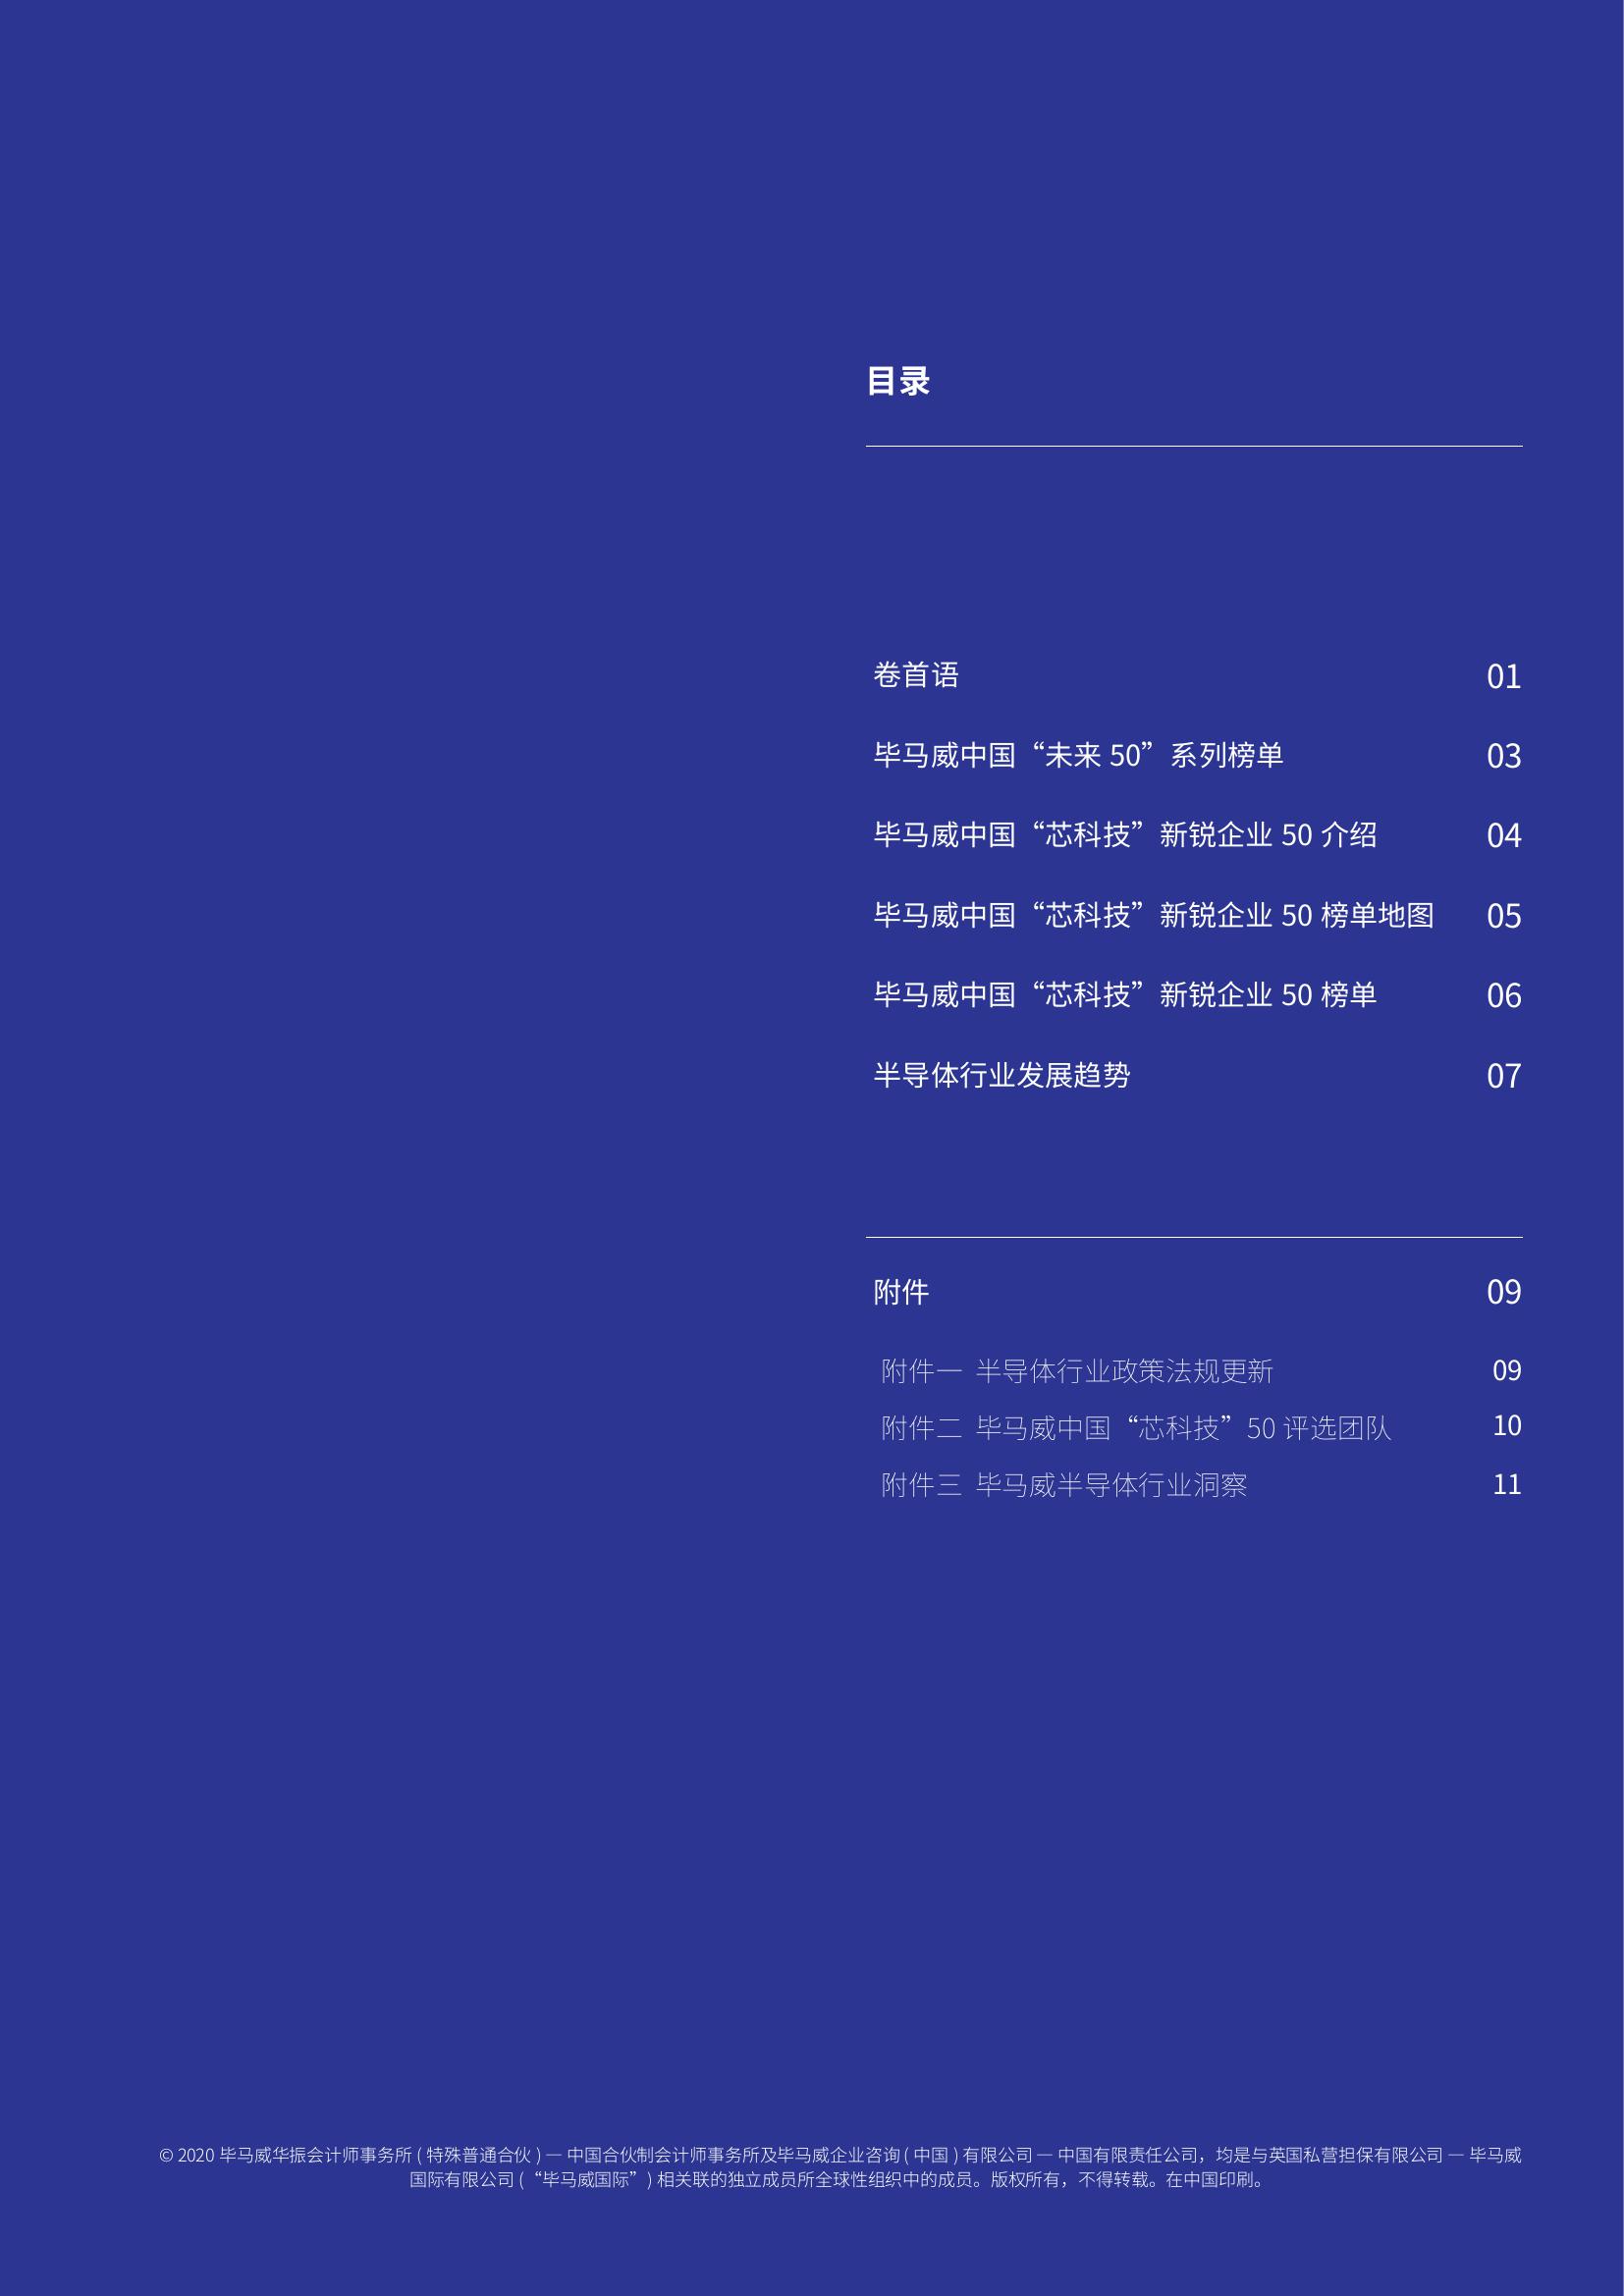 目录
卷首语 01
毕马威中国“未来 50”系列榜单 03
毕马威中国“芯科技”新锐企业 50 介绍 04
毕马威中国“芯科技”新锐企业 50 榜单地图 05
毕马威中国“芯科技”新锐企业 50 榜单 06
半导体行业发展趋势 07
附件 09
附件一 半导体行业政策法规更新 09
附件二 毕马威中国“芯科技”50 评选团队 10
附件三 毕马威半导体行业洞察 11
© 2020 毕马威华振会计师事务所 ( 特殊普通合伙 ) — 中国合伙制会计师事务所及毕马威企业咨询 ( 中国 ) 有限公司 — 中国有限责任公司，均是与英国私营担保有限公司 — 毕马威
国际有限公司 (“毕马威国际”) 相关联的独立成员所全球性组织中的成员。版权所有，不得转载。在中国印刷。